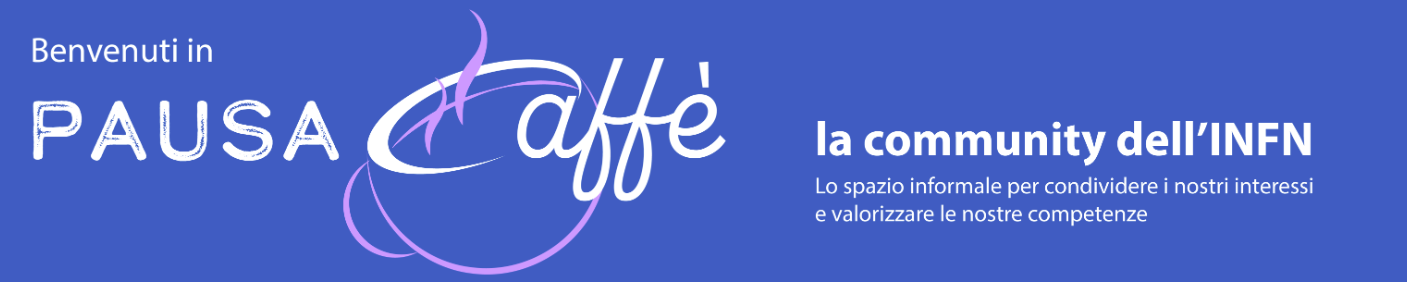 Benvenuti in
PAUSA Caffè
la community dell’INFN
Lo spazio informale per condividere i nostri interessi
e valorizzare le nostre competenze